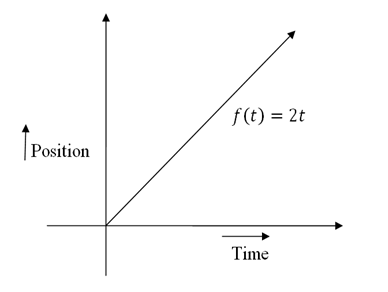 f(t) = 2t
Position
Time